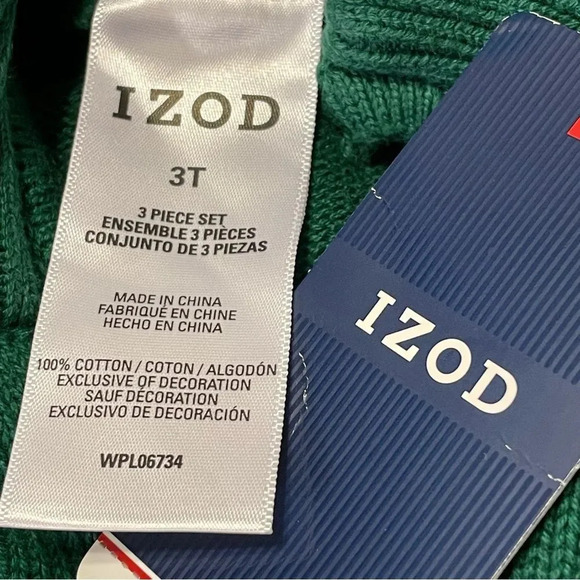 IZOD
3T
3 PIECE SET
ENSEMBLE 3 PIÈCES
CONJUNTO DE 3 PIEZAS
MADE IN CHINA
FABRIQUÉ EN CHINE
HECHO EN CHINA
100% COTTON / COTON / ALGODÓN
EXCLUSIVE OF DECORATION
SAUF DÉCORATION
EXCLUSIVO DE DECORACIÓN
WPL06734
IZOD